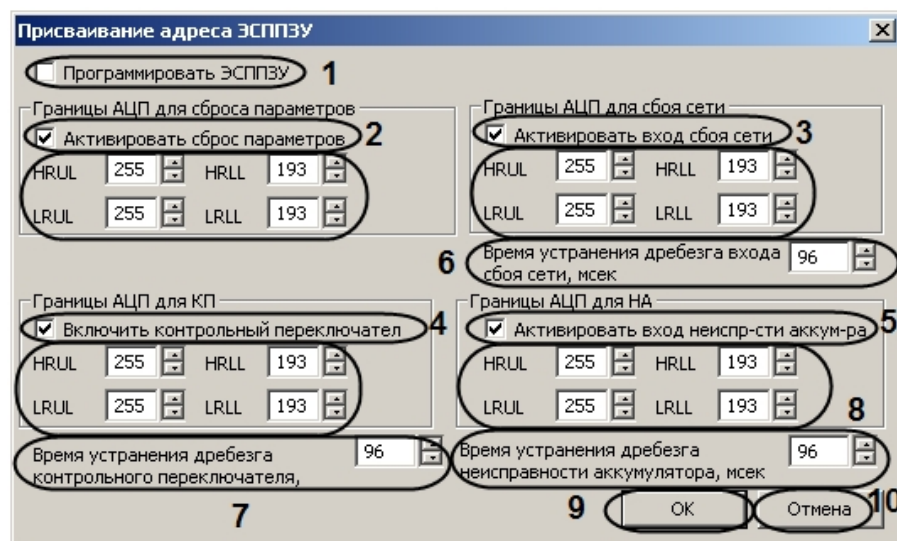 Присваивание адреса ЭСППЗУ
Программировать ЭСППЗУ 1
Границы АЦП для сброса параметров
Активировать сброс параметров 2
HRUL 255 HRLL 193
LRUL 255 LRLL 193
Границы АЦП для сбоя сети
Активировать вход сбоя сети 3
HRUL 255 HRLL 193
LRUL 255 LRLL 193
6 Время устранения дребезга входа 96
сбоя сети, мсек
Границы АЦП для КП
Включить контрольный переключател 4
HRUL 255 HRLL 193
LRUL 255 LRLL 193
Время устранения дребезга 96
контрольного переключателя,
7
Границы АЦП для НА
Активировать вход неиспр-сти аккум-ра 5
HRUL 255 HRLL 193
LRUL 255 LRLL 193
8
Время устранения дребезга 96
неисправности аккумулятора, мсек
9 OK Отмена 10